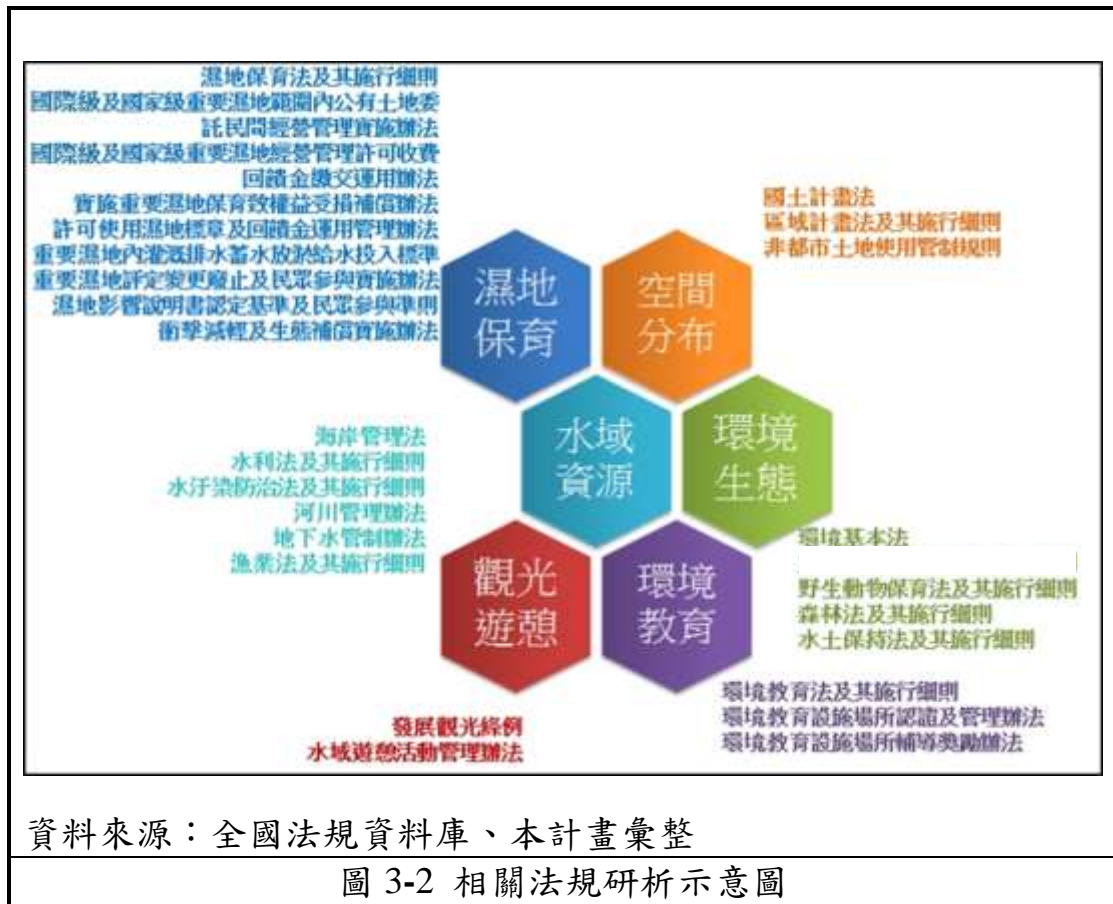 濕地保育法及其施行細則
國際級及國家級重要濕地範圍內公有土地委
託民間經營管理實施辦法
國際級及國家級重要濕地經營管理許可收費
回饋金繳交運用辦法
實施重要濕地保育致權益受損補償辦法
許可使用濕地標章及回饋金運用管理辦法
重要濕地內灌溉排水蓄水放淤給水投入標準
重要濕地評定變更廢止及民眾參與實施辦法
濕地影響說明書認定基準及民眾參與準則
衝擊減輕及生態補償實施辦法
國土計畫法
區域計畫法及其施行細則
非都市土地使用管制規則
濕地
保育
空間
分布
海岸管理法
水利法及其施行細則
水汙染防治法及其施行細則
河川管理辦法
地下水管制辦法
漁業法及其施行細則
水域
資源
環境
生態
環境基本法
野生動物保育法及其施行細則
森林法及其施行細則
水土保持法及其施行細則
觀光
遊憩
環境
教育
發展觀光條例
水域遊憩活動管理辦法
環境教育法及其施行細則
環境教育設施場所認證及管理辦法
環境教育設施場所輔導獎勵辦法
資料來源：全國法規資料庫、本計畫彙整
圖 3-2 相關法規研析示意圖